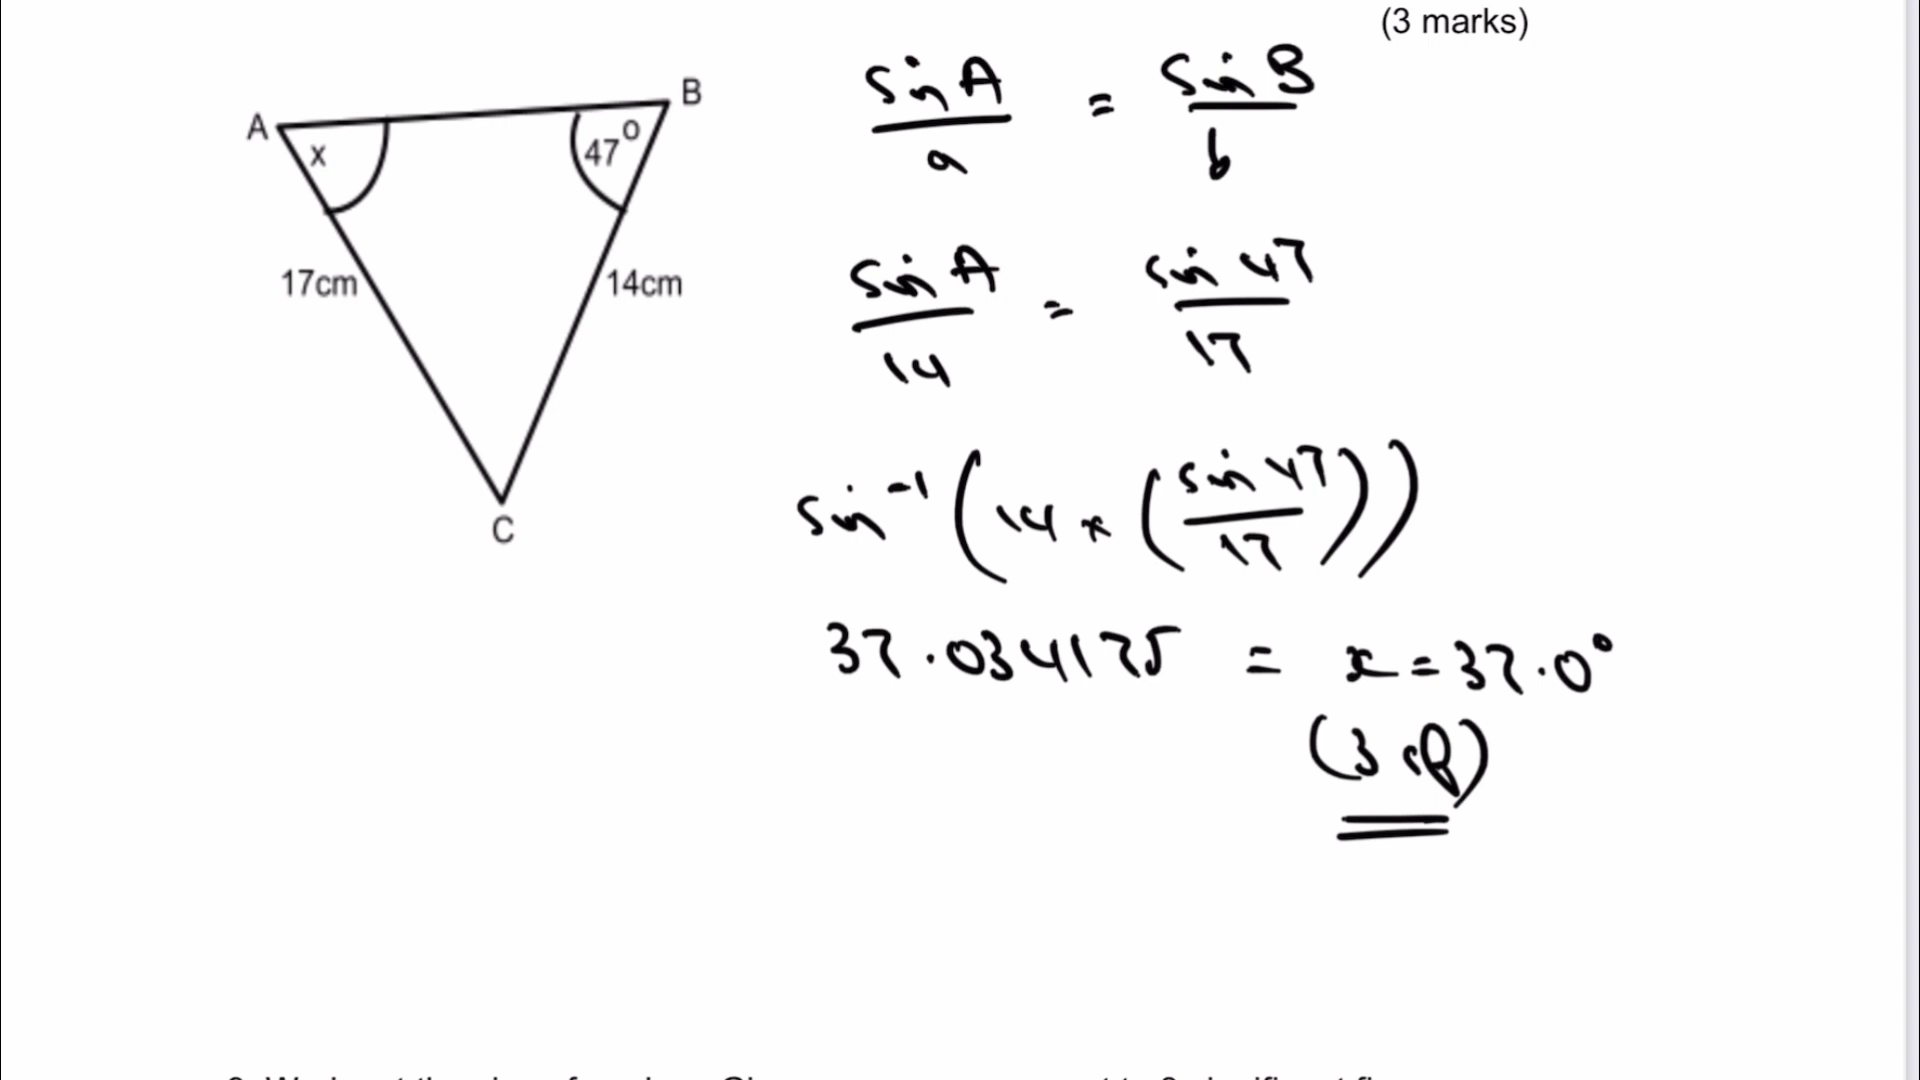 (3 marks)
A
B
x
47°
17cm
14cm
C
sin A / a = sin B / b
sin A / 14 = sin 47 / 17
sin⁻¹ (14 × (sin 47 / 17))
37.034175 = x = 37.0°
(3 sf)